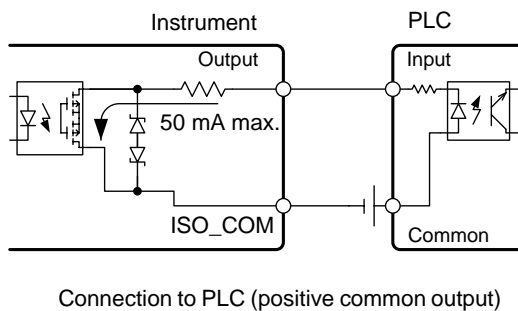 Instrument
PLC
Output
Input
50 mA max.
ISO_COM
Common
Connection to PLC (positive common output)